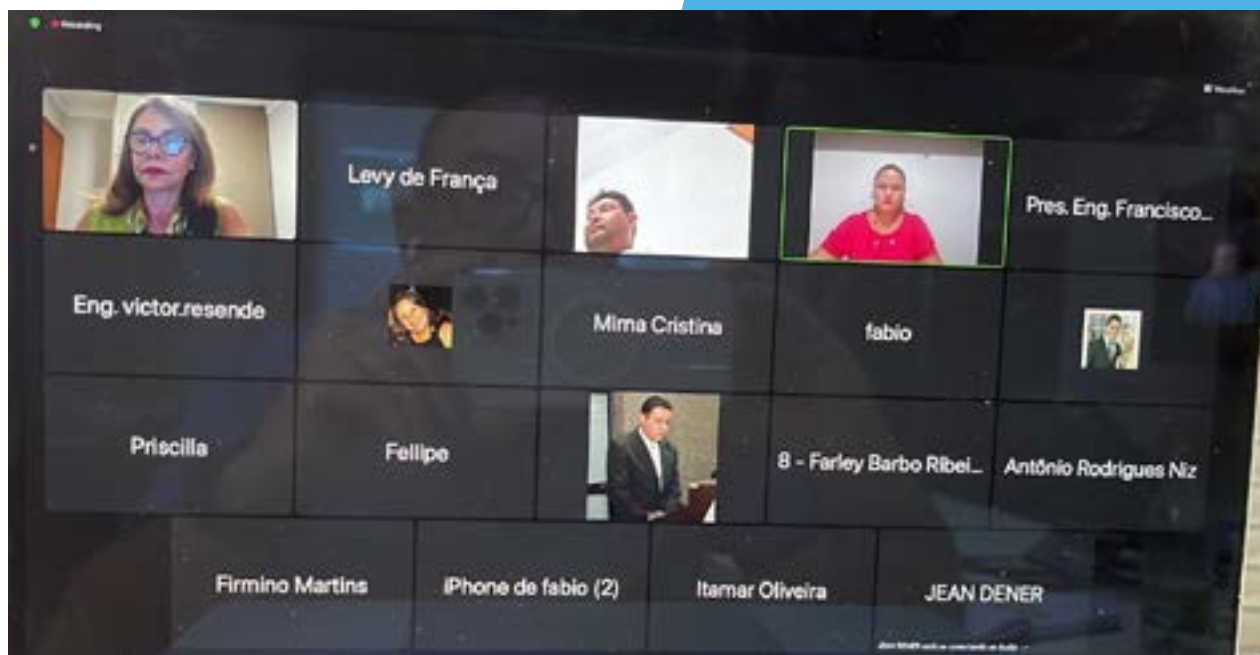 Recording
Levy de França
Pres. Eng. Francisco...
Eng. victor.resende
Mirna Cristina
fabio
Priscilla
Fellipe
8 - Farley Barbo Ribei...
Antônio Rodrigues Niz
Firmino Martins
iPhone de fabio (2)
Itamar Oliveira
JEAN DENER